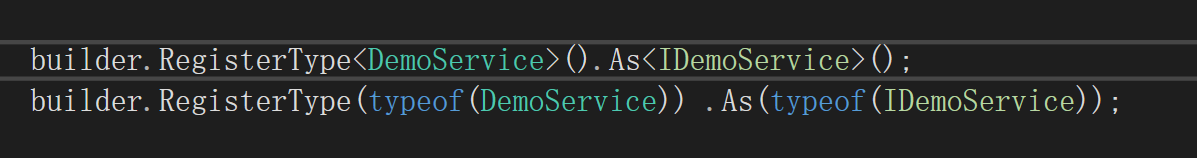 builder.RegisterType<DemoService>().As<IDemoService>();
builder.RegisterType(typeof(DemoService)) .As(typeof(IDemoService));